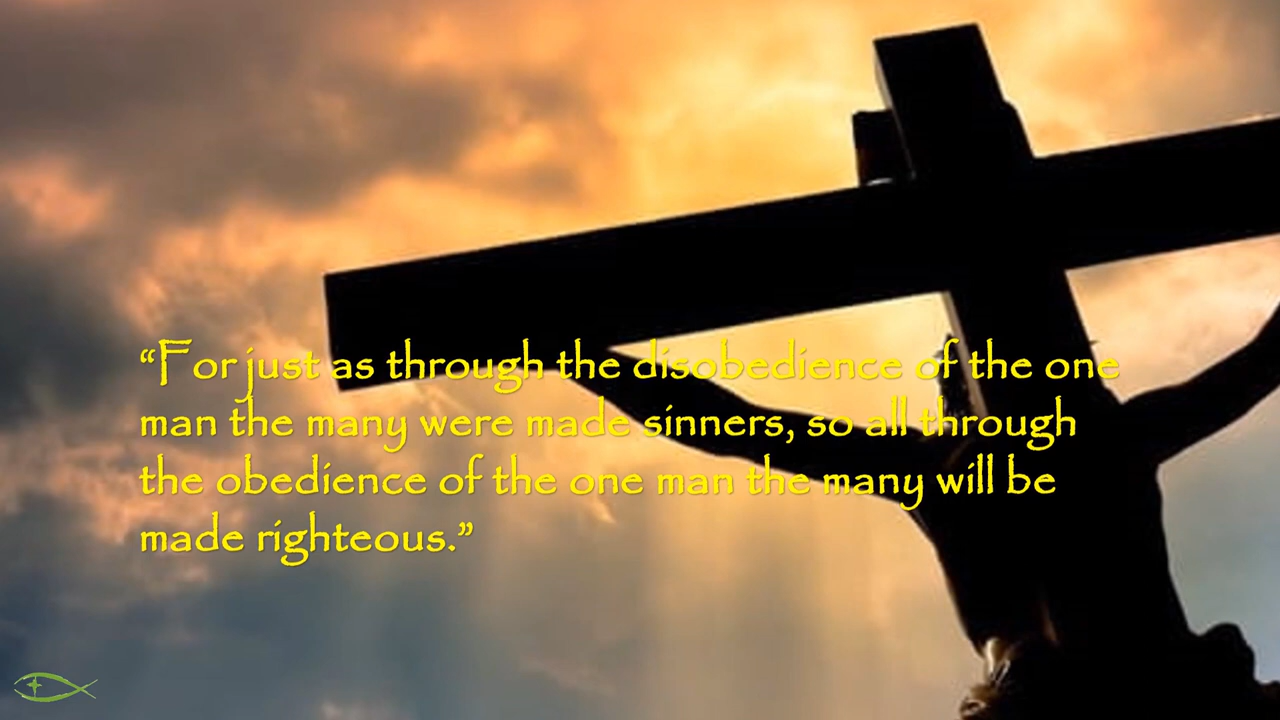 “For just as through the disobedience of the one
man the many were made sinners, so all through
the obedience of the one man the many will be
made righteous.”